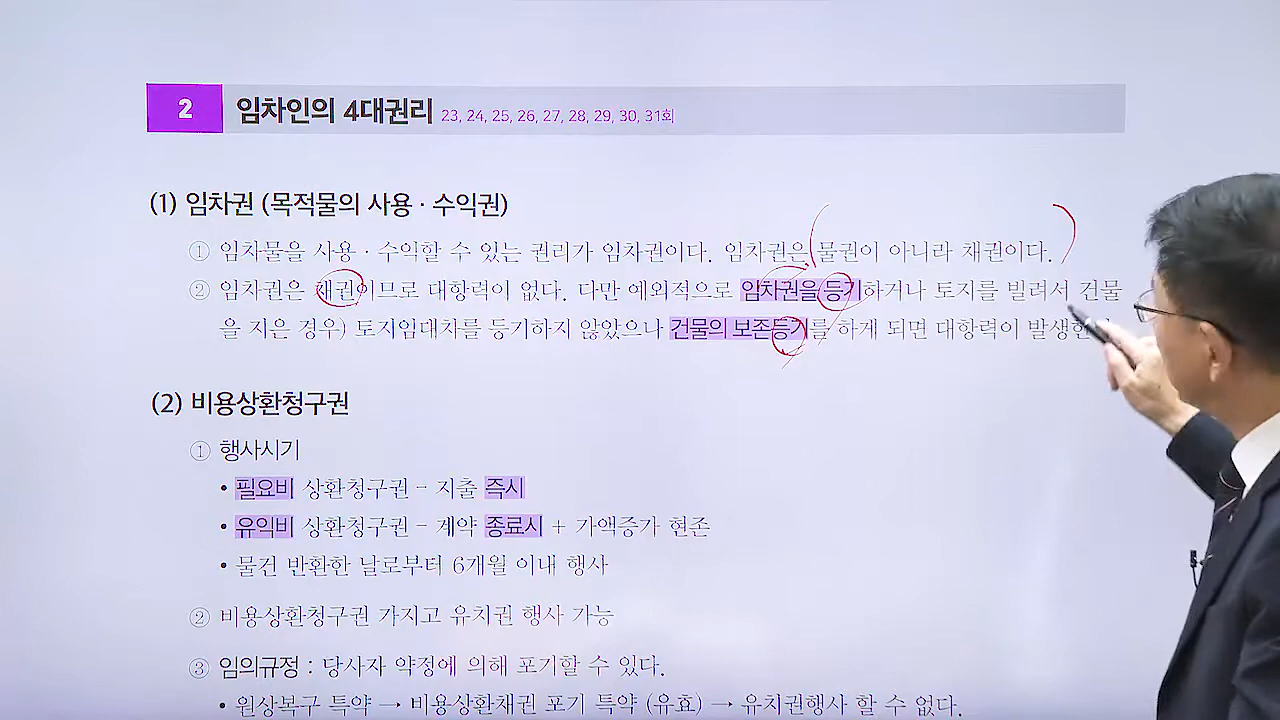 2 임차인의 4대권리 23, 24, 25, 26, 27, 28, 29, 30, 31회
(1) 임차권 (목적물의 사용 · 수익권)
① 임차물을 사용 · 수익할 수 있는 권리가 임차권이다. 임차권은 물권이 아니라 채권이다.
② 임차권은 채권이므로 대항력이 없다. 다만 예외적으로 임차권을 등기하거나 토지를 빌려서 건물
을 지은 경우) 토지임대차를 등기하지 않았으나 건물의 보존등기를 하게 되면 대항력이
(2) 비용상환청구권
① 행사시기
• 필요비 상환청구권 - 지출 즉시
• 유익비 상환청구권 - 계약 종료시 + 가액증가 현존
• 물건 반환한 날로부터 6개월 이내 행사
② 비용상환청구권 가지고 유치권 행사 가능
③ 임의규정 : 당사자 약정에 의해 포기할 수 있다.
• 원상복구 특약 → 비용상환채권 포기 특약 (유효) → 유치권행사 할 수 없다.